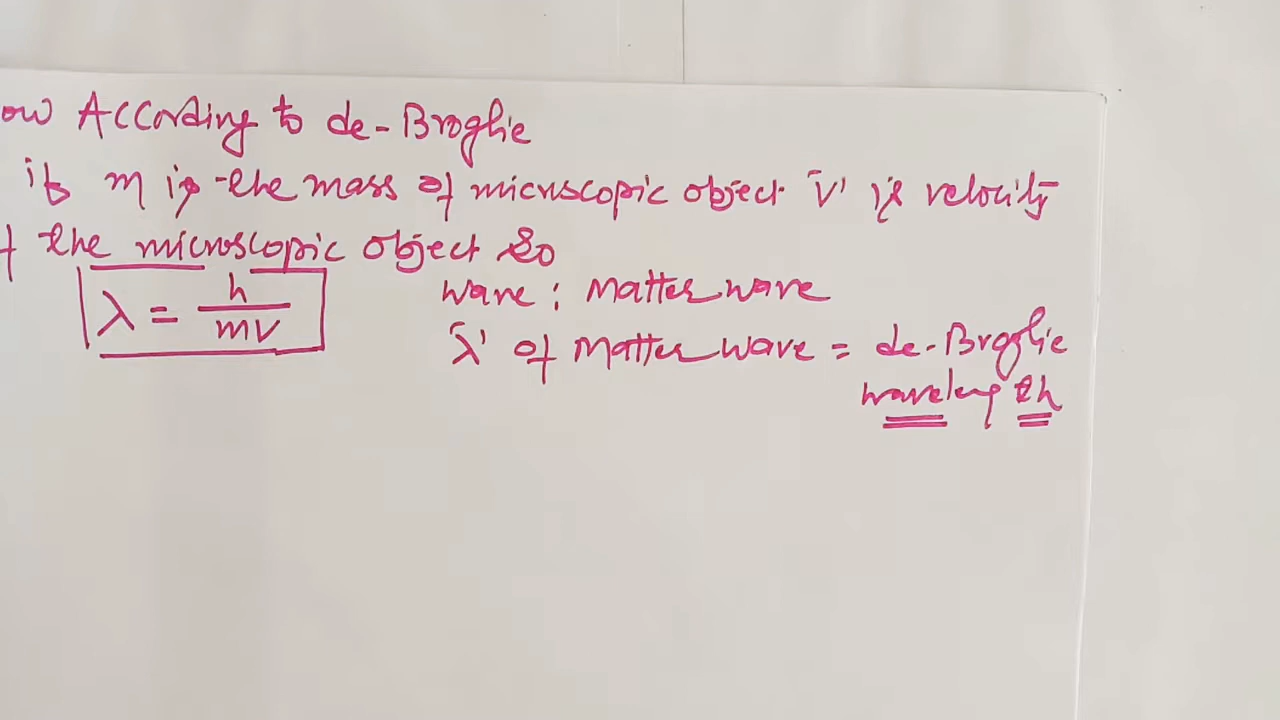 ow According to de-Broglie
if m is the mass of microscopic object 'v' is velocity
f the microscopic object so
λ = h/mv
wave : Matter wave
'λ' of Matter wave = de-Broglie
wavelength